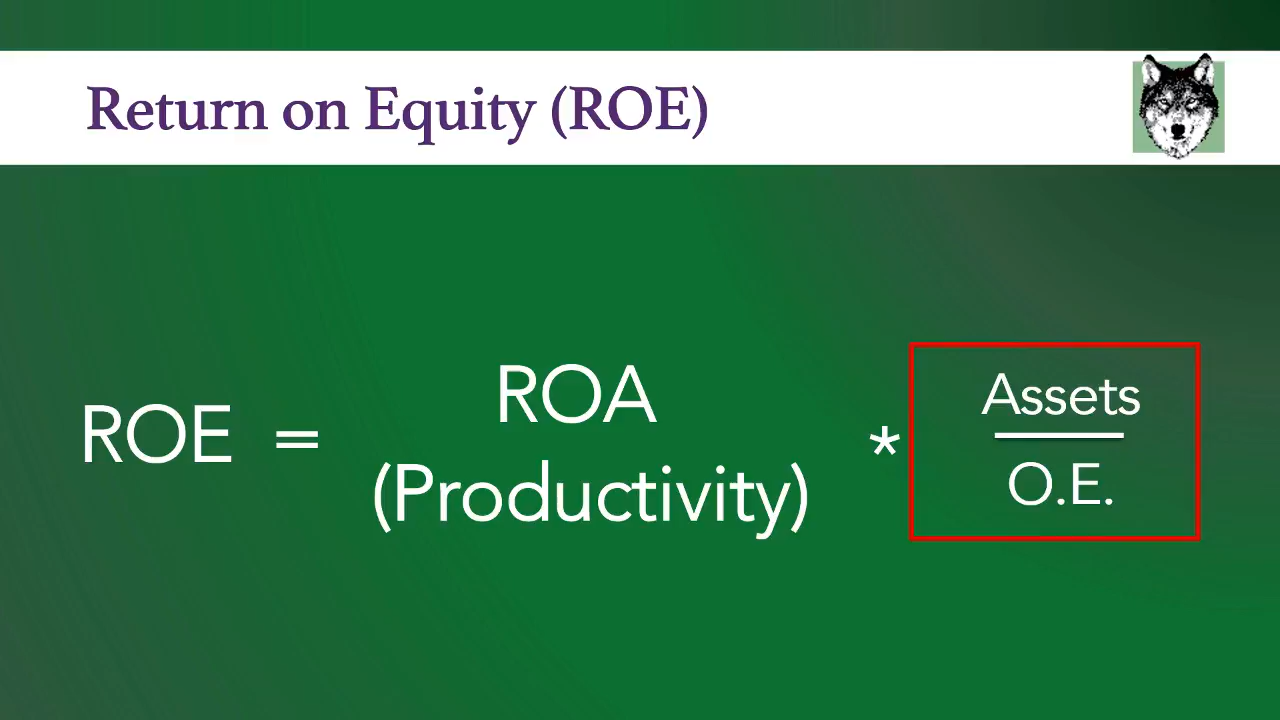 Return on Equity (ROE)
ROE = ROA * Assets
(Productivity) O.E.